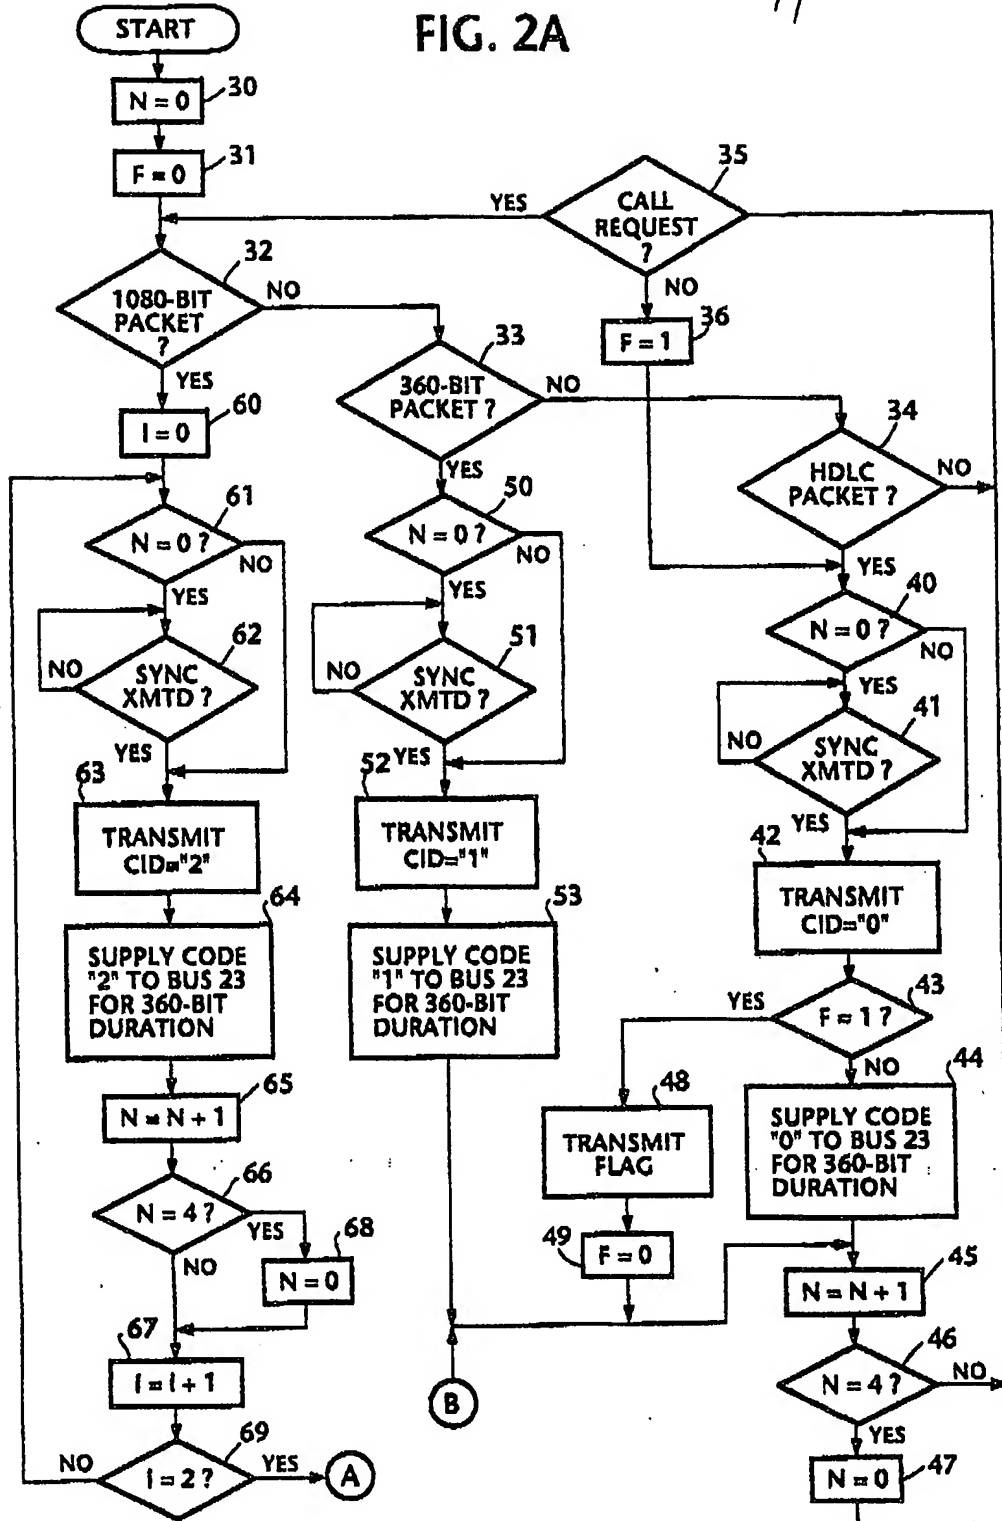 FIG. 2A
START
N = 0
30
F = 0
31
CALL
REQUEST
?
35
YES
NO
F = 1
36
1080-BIT
PACKET
?
32
NO
YES
360-BIT
PACKET ?
33
NO
YES
HDLC
PACKET ?
34
NO
YES
I = 0
60
N = 0 ?
61
NO
YES
SYNC
XMTD ?
62
NO
YES
63
TRANSMIT
CID="2"
64
SUPPLY CODE
"2" TO BUS 23
FOR 360-BIT
DURATION
N = N + 1
65
N = 4 ?
66
YES
NO
N = 0
68
67
I = I + 1
I = 2 ?
69
NO
YES
A
N = 0 ?
50
NO
YES
SYNC
XMTD ?
51
NO
YES
52
TRANSMIT
CID="1"
53
SUPPLY CODE
"1" TO BUS 23
FOR 360-BIT
DURATION
B
N = 0 ?
40
NO
YES
SYNC
XMTD ?
41
NO
YES
42
TRANSMIT
CID="0"
F = 1 ?
43
YES
NO
48
TRANSMIT
FLAG
49
F = 0
44
SUPPLY CODE
"0" TO BUS 23
FOR 360-BIT
DURATION
N = N + 1
45
N = 4 ?
46
NO
YES
N = 0
47